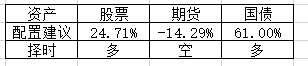 资产 股票 期货 国债
配置建议 24.71% -14.29% 61.00%
择时 多 空 多